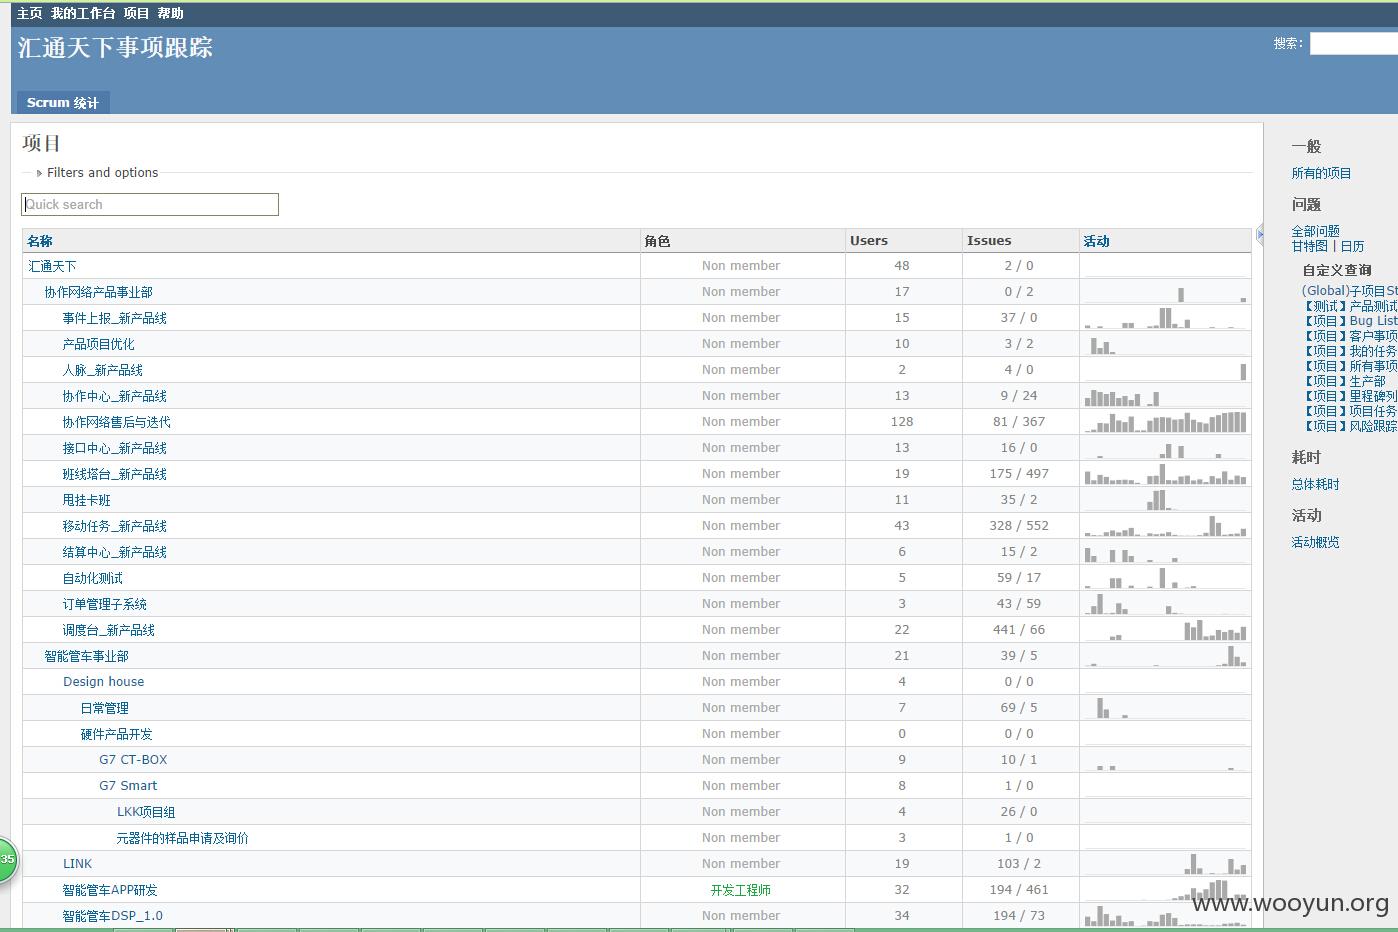 主页 我的工作台 项目 帮助
汇通天下事项跟踪
搜索：
Scrum 统计
项目
Filters and options
Quick search
名称 角色 Users Issues 活动
汇通天下 Non member 48 2 / 0
协作网络产品事业部 Non member 17 0 / 2
事件上报_新产品线 Non member 15 37 / 0
产品项目优化 Non member 10 3 / 2
人脉_新产品线 Non member 2 4 / 0
协作中心_新产品线 Non member 13 9 / 24
协作网络售后与迭代 Non member 128 81 / 367
接口中心_新产品线 Non member 13 16 / 0
班线塔台_新产品线 Non member 19 175 / 497
甩挂卡班 Non member 11 35 / 2
移动任务_新产品线 Non member 43 328 / 552
结算中心_新产品线 Non member 6 15 / 2
自动化测试 Non member 5 59 / 17
订单管理子系统 Non member 3 43 / 59
调度台_新产品线 Non member 22 441 / 66
智能管车事业部 Non member 21 39 / 5
Design house Non member 4 0 / 0
日常管理 Non member 7 69 / 5
硬件产品开发 Non member 0 0 / 0
G7 CT-BOX Non member 9 10 / 1
G7 Smart Non member 8 1 / 0
LKK项目组 Non member 4 26 / 0
元器件的样品申请及询价 Non member 3 1 / 0
LINK Non member 19 103 / 2
智能管车APP研发 开发工程师 32 194 / 461
智能管车DSP_1.0 Non member 34 194 / 73
一般
所有的项目
问题
全部问题
甘特图 | 日历
自定义查询
(Global)子项目St
【测试】产品测试
【项目】Bug List
【项目】客户事项
【项目】我的任务
【项目】所有事项
【项目】生产部
【项目】里程碑列
【项目】项目任务
【项目】风险跟踪
耗时
总体耗时
活动
活动概览
35
www.wooyun.org